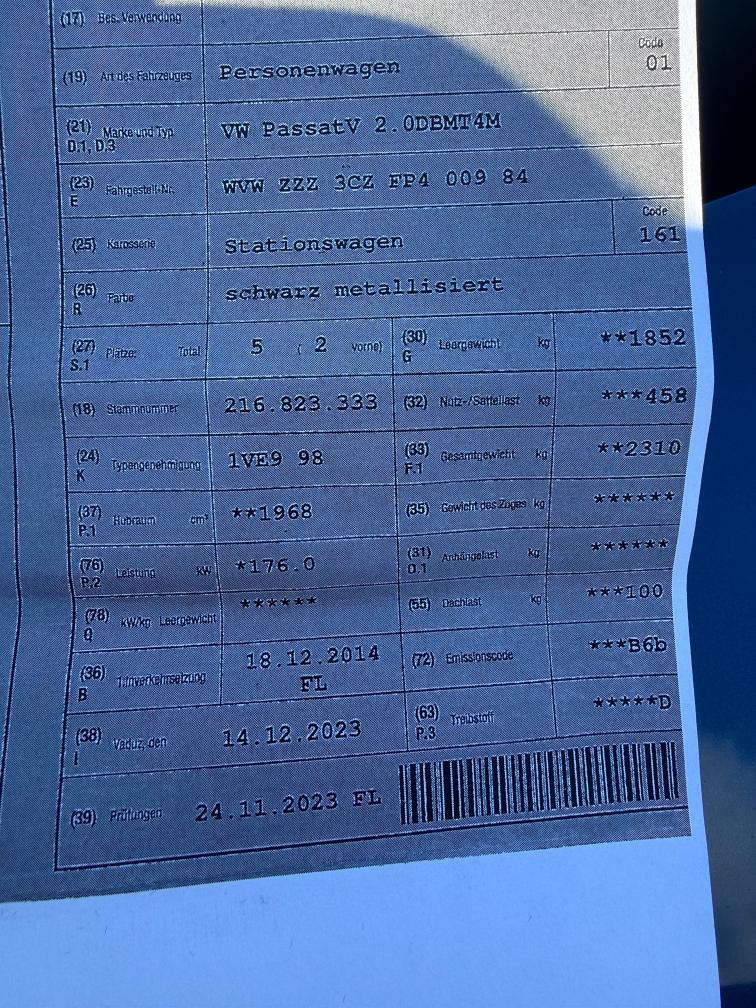 (17) Bes. Verwendung
(19) Art des Fahrzeuges Personenwagen Code 01
(21) D.1, D.3 Marke und Typ VW PassatV 2.0DBMT4M
(23) E Fahrgestell-Nr. WVW ZZZ 3CZ FP4 009 84
(25) Karosserie Stationswagen Code 161
(26) R Farbe schwarz metallisiert
(27) S.1 Plätze: Total 5 ( 2 vorne) (30) G Leergewicht kg **1852
(18) Stammnummer 216.823.333 (32) Nutz-/Sattellast kg ***458
(24) K Typengenehmigung 1VE9 98 (33) F.1 Gesamtgewicht kg **2310
(37) P.1 Hubraum cm³ **1968 (35) Gewicht des Zuges kg ******
(76) P.2 Leistung kW *176.0 (31) O.1 Anhängelast kg ******
(78) Q kW/kg Leergewicht ****** (55) Dachlast kg ***100
(36) B 1.Inverkehrsetzung 18.12.2014 FL (72) Emissionscode ***B6b
(38) I Vaduz, den 14.12.2023 (63) P.3 Treibstoff *****D
(39) Prüfungen 24.11.2023 FL